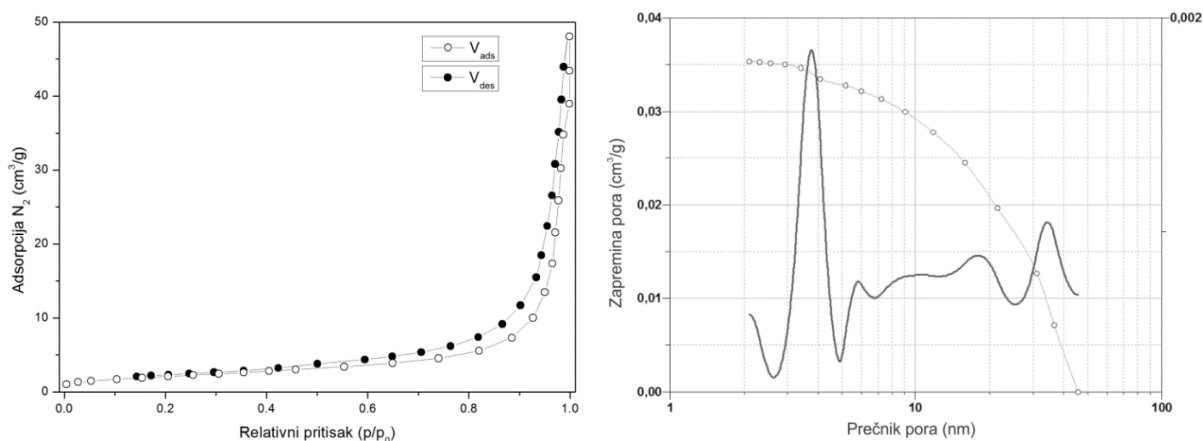 50
40
30
20
10
0
Adsorpcija N₂ (cm³/g)
V_ads
V_des
0.0 0.2 0.4 0.6 0.8 1.0
Relativni pritisak (p/p₀)
0,04
0,03
0,02
0,01
0,00
Zapremina pora (cm³/g)
0,002
1 10 100
Prečnik pora (nm)